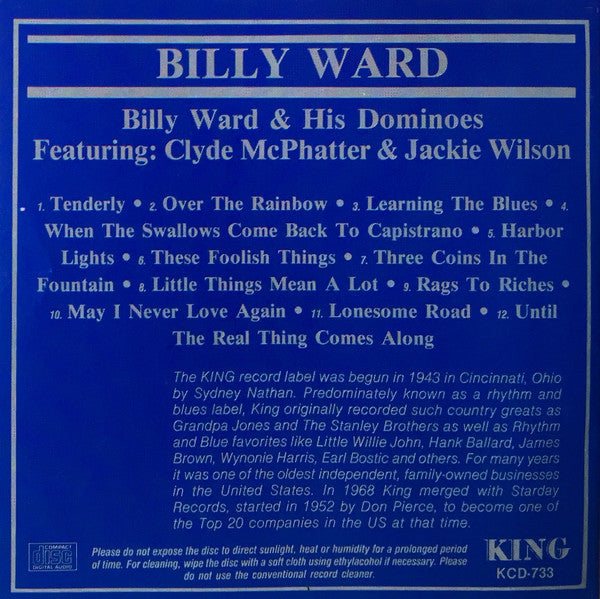 BILLY WARD
Billy Ward & His Dominoes
Featuring: Clyde McPhatter & Jackie Wilson
1. Tenderly • 2. Over The Rainbow • 3. Learning The Blues • 4.
When The Swallows Come Back To Capistrano • 5. Harbor
Lights • 6. These Foolish Things • 7. Three Coins In The
Fountain • 8. Little Things Mean A Lot • 9. Rags To Riches •
10. May I Never Love Again • 11. Lonesome Road • 12. Until
The Real Thing Comes Along
The KING record label was begun in 1943 in Cincinnati, Ohio
by Sydney Nathan. Predominately known as a rhythm and
blues label, King originally recorded such country greats as
Grandpa Jones and The Stanley Brothers as well as Rhythm
and Blue favorites like Little Willie John, Hank Ballard, James
Brown, Wynonie Harris, Earl Bostic and others. For many years
it was one of the oldest independent, family-owned businesses
in the United States. In 1968 King merged with Starday
Records, started in 1952 by Don Pierce, to become one of
the Top 20 companies in the US at that time.
COMPACT
disc
DIGITAL AUDIO
Please do not expose the disc to direct sunlight, heat or humidity for a prolonged period
of time. For cleaning, wipe the disc with a soft cloth using ethylacohol if necessary. Please
do not use the conventional record cleaner.
KING
KCD-733